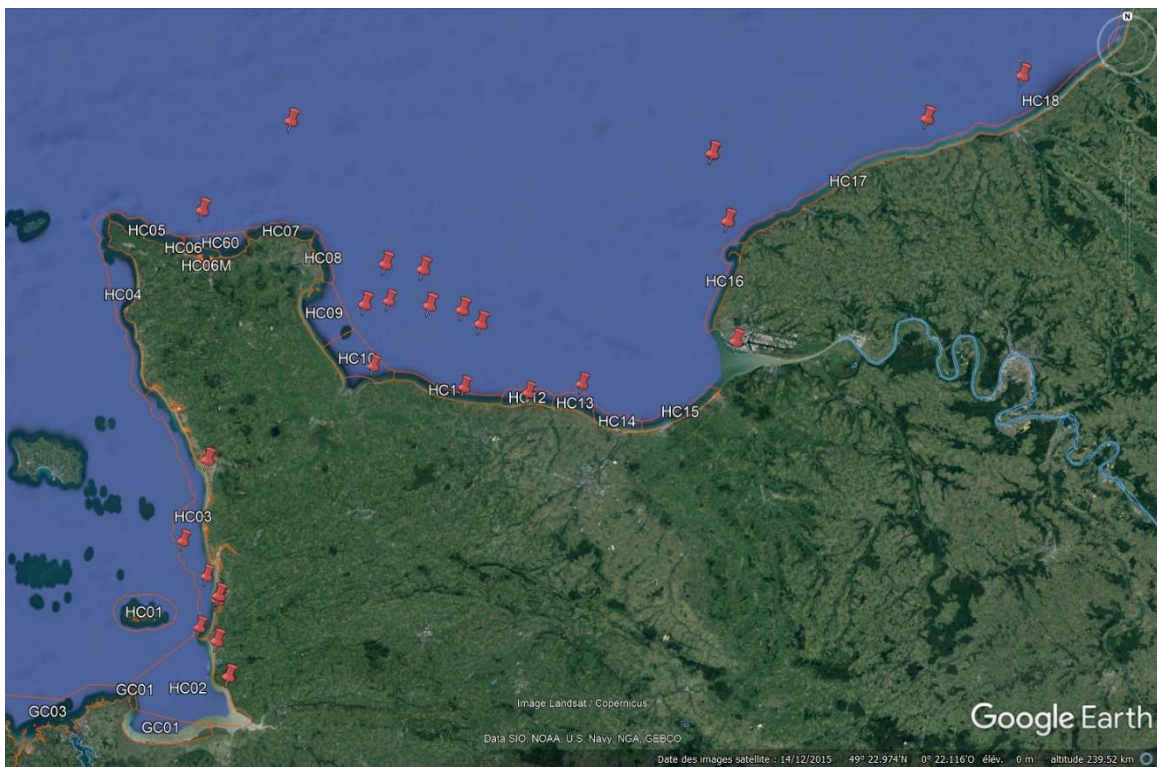 N
HC18
HC17
HC05
HC60
HC07
HC06
HC06M
HC08
HC04
HC16
HC09
HC10
HC1
HC12
HC13
HC14
HC15
HC03
HC01
GC01
HC02
GC03
GC01
Image Landsat / Copernicus
Google Earth
Data SIO, NOAA, U.S. Navy, NGA, GEBCO
Date des images satellite : 14/12/2015 49° 22.974'N 0° 22.116'O élév. 0 m altitude 239.52 km